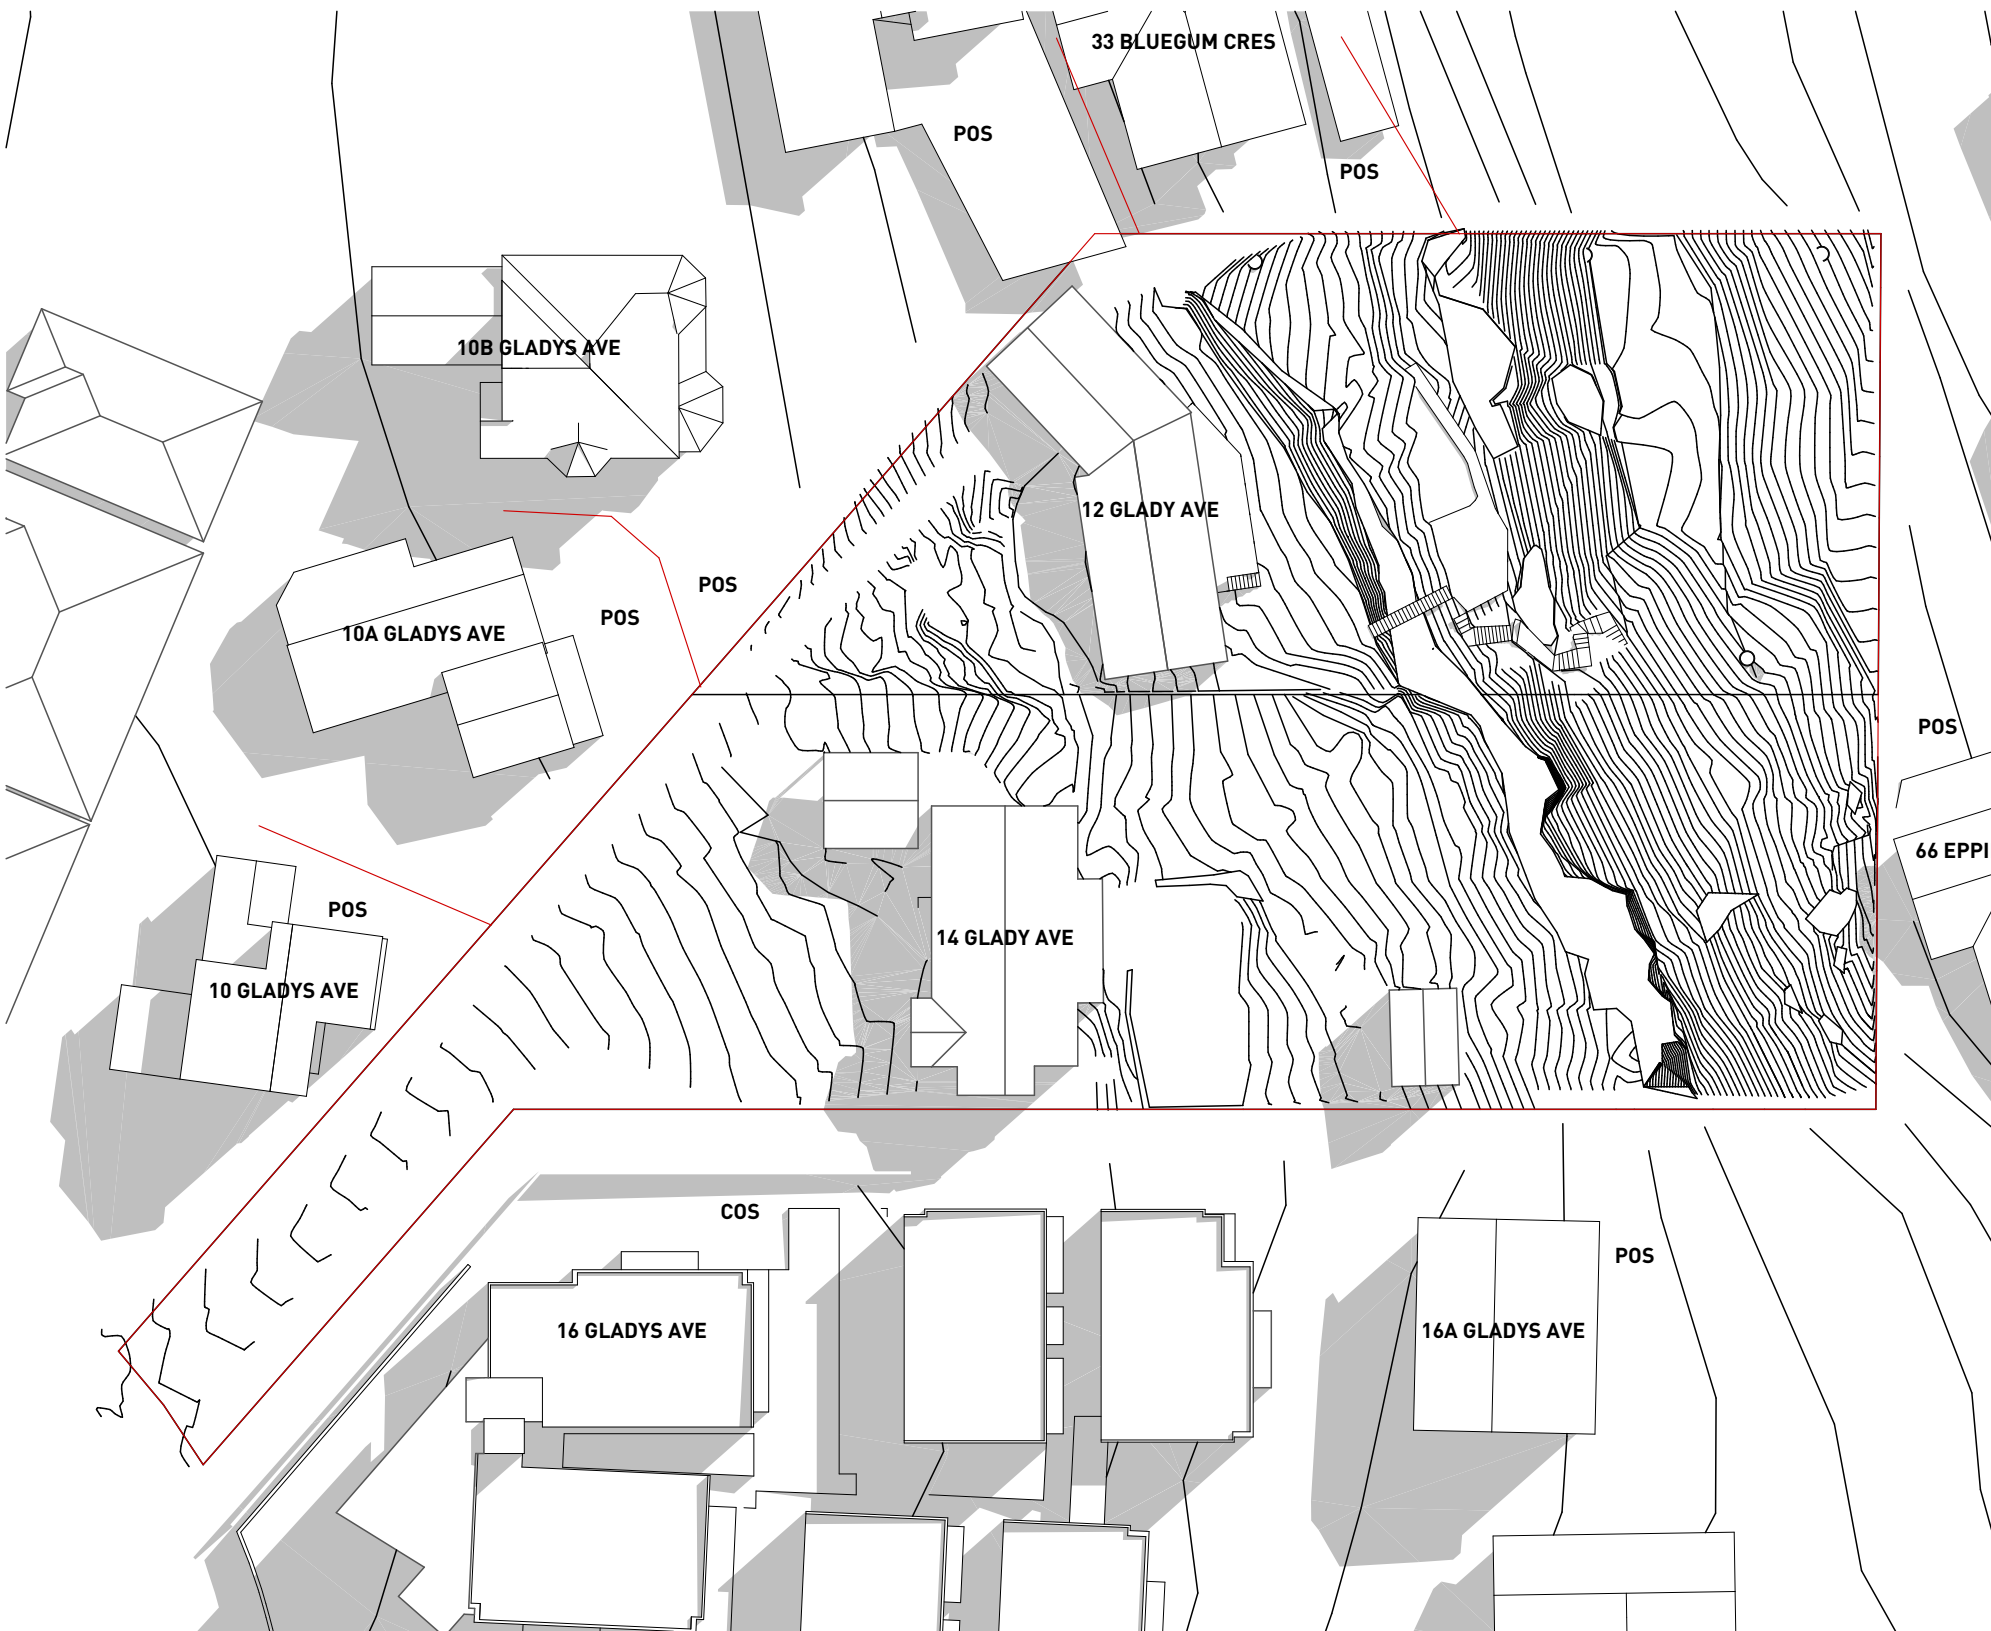 33 BLUEGUM CRES
POS
POS
10B GLADYS AVE
12 GLADY AVE
POS
POS
10A GLADYS AVE
POS
66 EPPI
POS
14 GLADY AVE
10 GLADYS AVE
COS
POS
16 GLADYS AVE
16A GLADYS AVE